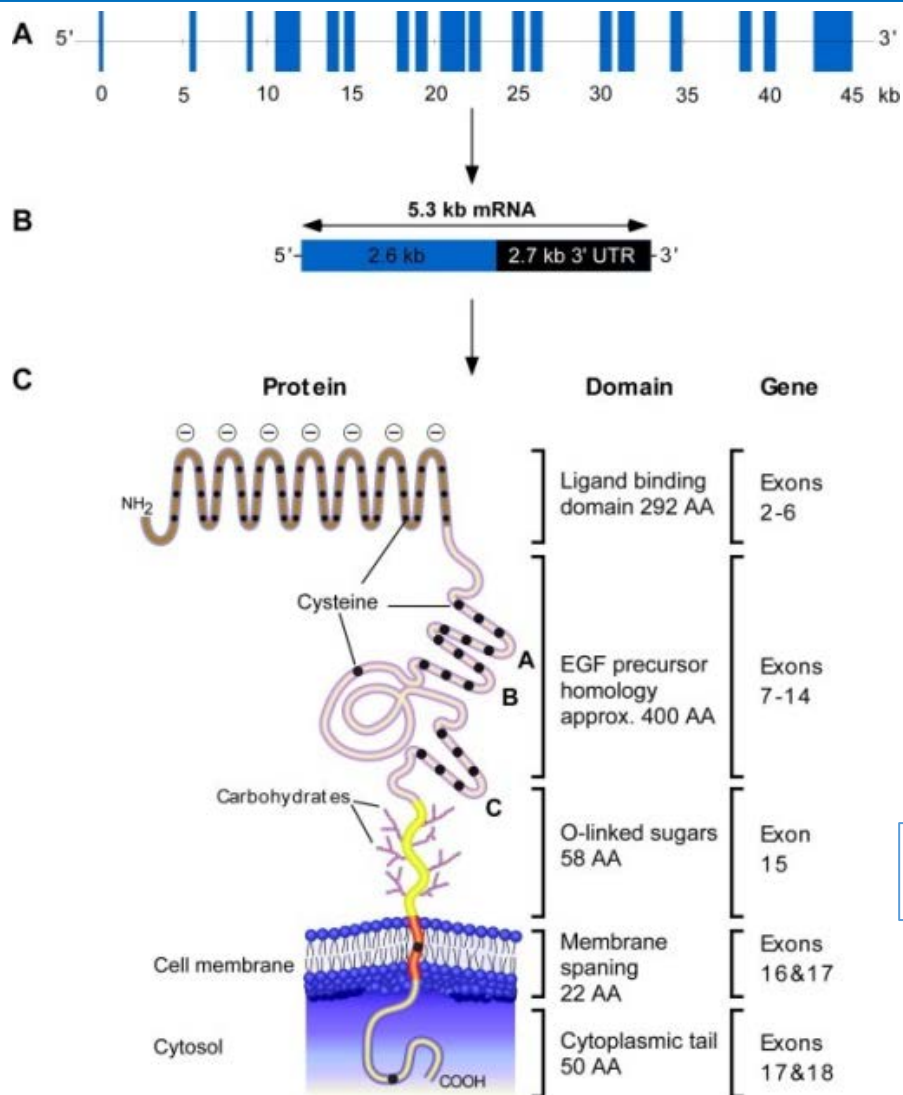 A
5'
3'
0 5 10 15 20 25 30 35 40 45 kb
5.3 kb mRNA
B
5'
2.6 kb
2.7 kb 3' UTR
3'
C
Protein
Domain
Gene
NH2
Ligand binding
domain 292 AA
Exons
2-6
Cysteine
A
B
C
EGF precursor
homology
approx. 400 AA
Exons
7-14
Carbohydrates
O-linked sugars
58 AA
Exon
15
Cell membrane
Membrane
spaning
22 AA
Exons
16&17
Cytosol
COOH
Cytoplasmic tail
50 AA
Exons
17&18